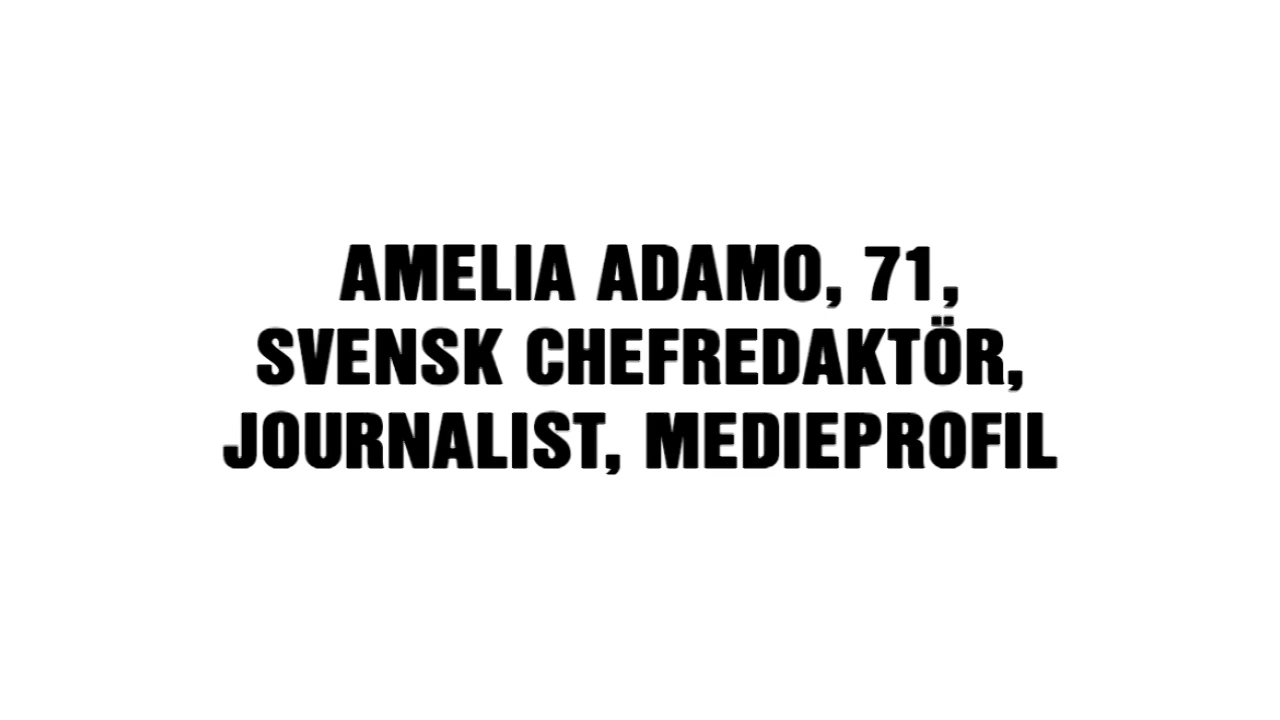 AMELIA ADAMO, 71,
SVENSK CHEFREDAKTÖR,
JOURNALIST, MEDIEPROFIL